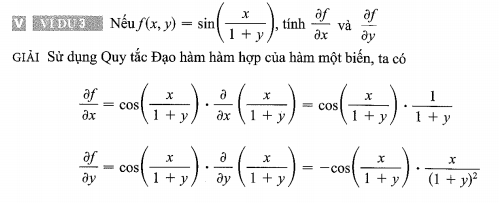 V VÍ DỤ 3 Nếu f(x, y) = sin(x/(1 + y)), tính ∂f/∂x và ∂f/∂y
GIẢI Sử dụng Quy tắc Đạo hàm hàm hợp của hàm một biến, ta có
∂f/∂x = cos(x/(1 + y)) · ∂/∂x (x/(1 + y)) = cos(x/(1 + y)) · 1/(1 + y)
∂f/∂y = cos(x/(1 + y)) · ∂/∂y (x/(1 + y)) = −cos(x/(1 + y)) · x/(1 + y)²